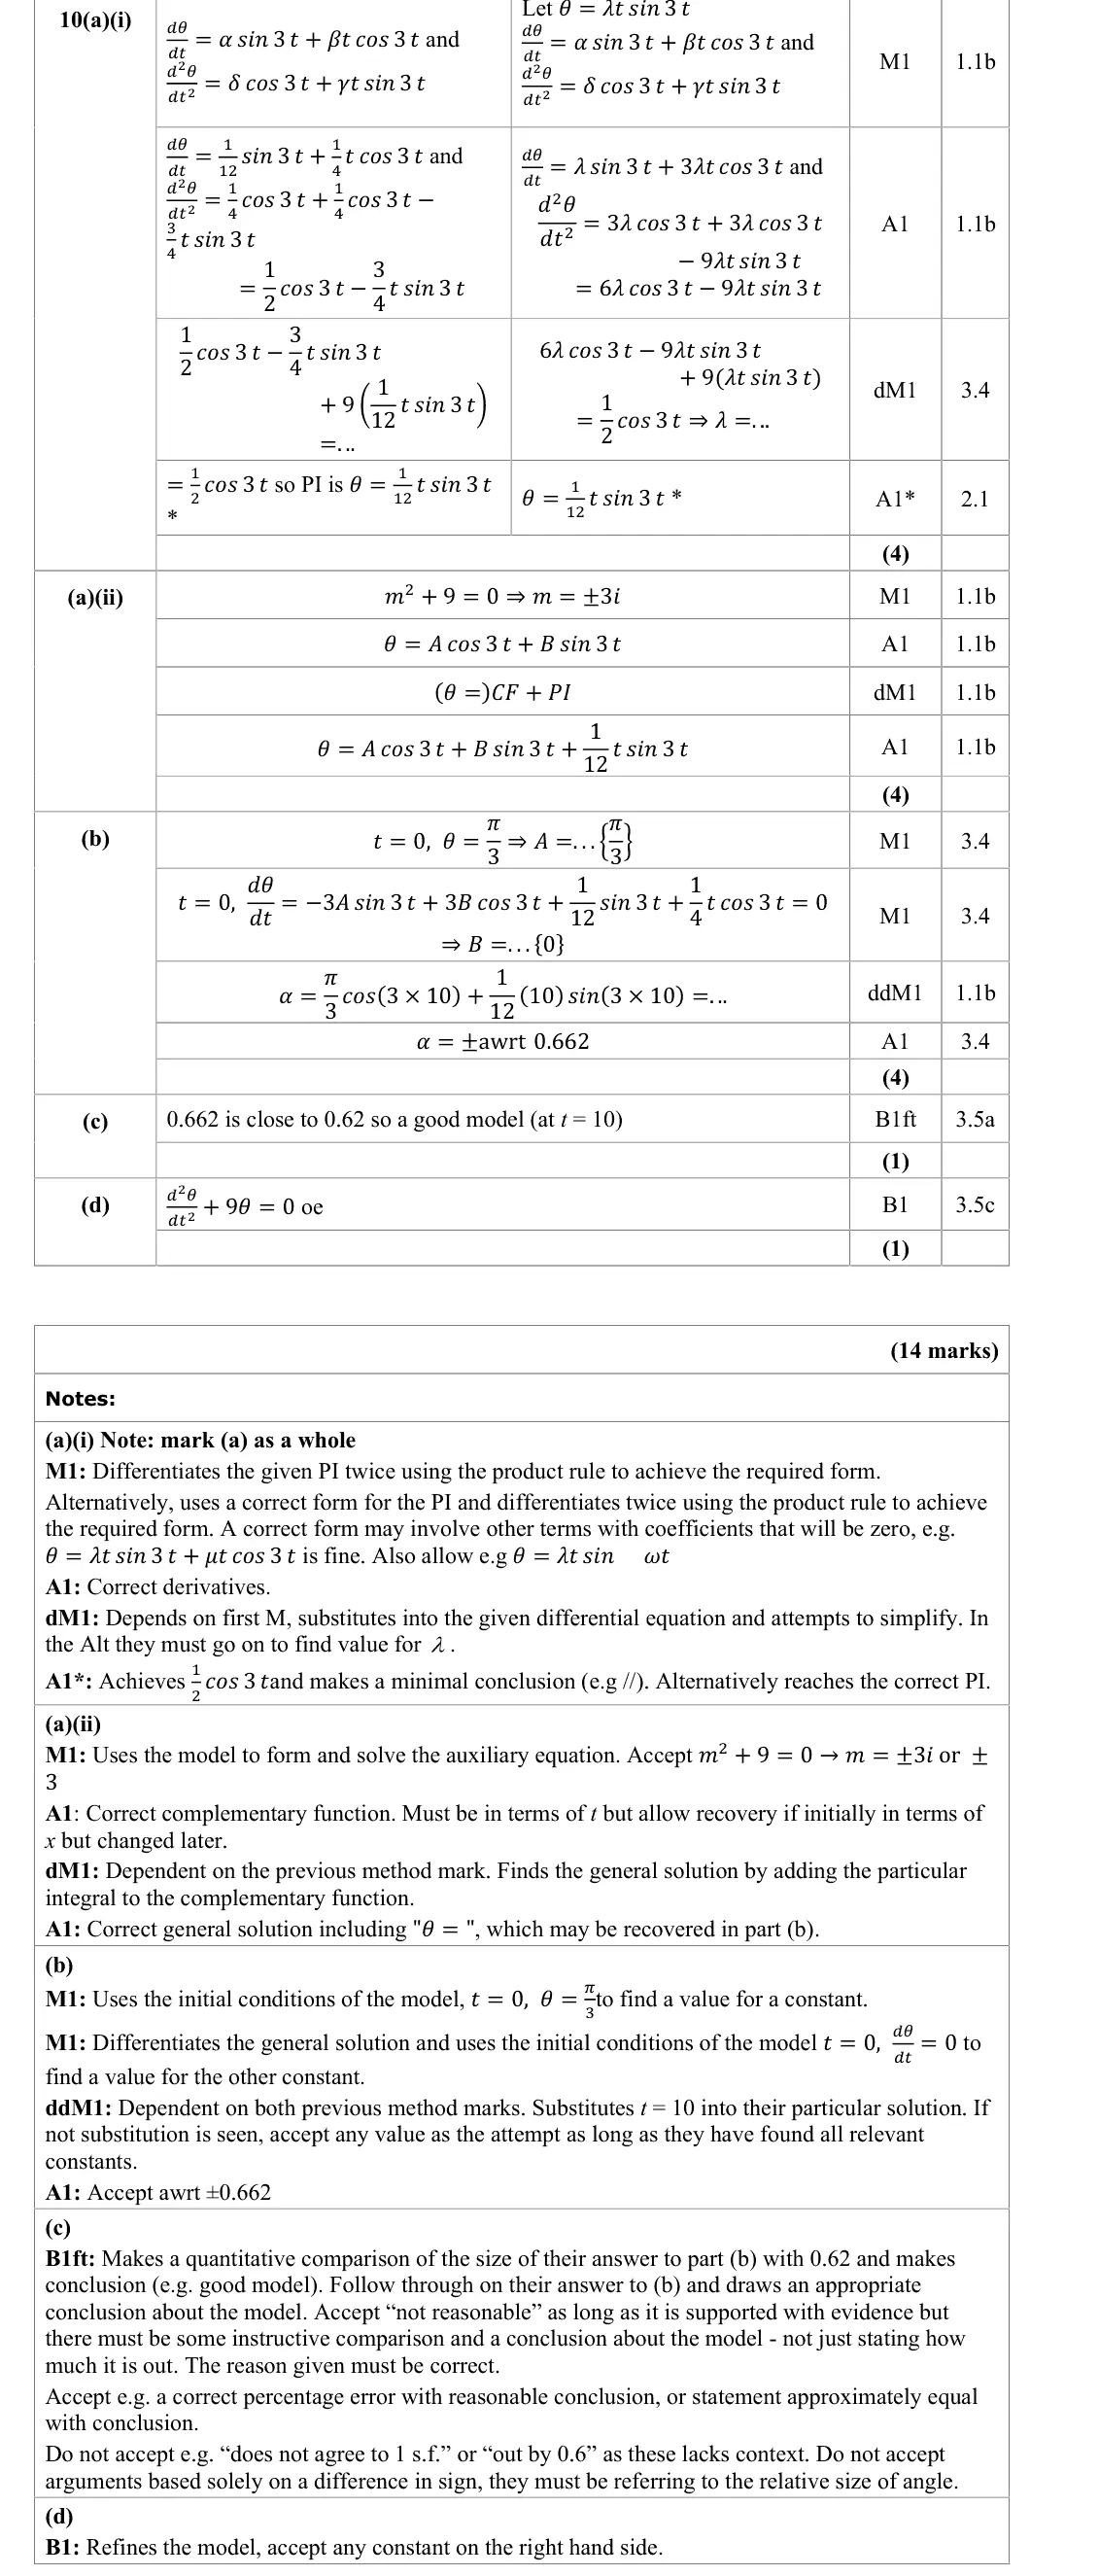 10(a)(i)
dθ/dt = α sin 3t + βt cos 3t and
d²θ/dt² = δ cos 3t + γt sin 3t
Let θ = λt sin 3t
dθ/dt = α sin 3t + βt cos 3t and
d²θ/dt² = δ cos 3t + γt sin 3t
M1 1.1b
dθ/dt = 1/12 sin 3t + 1/4 t cos 3t and
d²θ/dt² = 1/4 cos 3t + 1/4 cos 3t −
3/4 t sin 3t
= 1/2 cos 3t − 3/4 t sin 3t
dθ/dt = λ sin 3t + 3λt cos 3t and
d²θ/dt² = 3λ cos 3t + 3λ cos 3t
− 9λt sin 3t
= 6λ cos 3t − 9λt sin 3t
A1 1.1b
1/2 cos 3t − 3/4 t sin 3t
+ 9(1/12 t sin 3t)
=...
6λ cos 3t − 9λt sin 3t
+ 9(λt sin 3t)
= 1/2 cos 3t ⇒ λ =...
dM1 3.4
= 1/2 cos 3t so PI is θ = 1/12 t sin 3t
*
θ = 1/12 t sin 3t *
A1* 2.1
(4)
(a)(ii)
m² + 9 = 0 ⇒ m = ±3i
M1 1.1b
θ = A cos 3t + B sin 3t
A1 1.1b
(θ =)CF + PI
dM1 1.1b
θ = A cos 3t + B sin 3t + 1/12 t sin 3t
A1 1.1b
(4)
(b)
t = 0, θ = π/3 ⇒ A =...{π/3}
M1 3.4
t = 0, dθ/dt = −3A sin 3t + 3B cos 3t + 1/12 sin 3t + 1/4 t cos 3t = 0
⇒ B =...{0}
M1 3.4
α = π/3 cos(3 × 10) + 1/12 (10) sin(3 × 10) =...
ddM1 1.1b
α = ±awrt 0.662
A1 3.4
(4)
(c)
0.662 is close to 0.62 so a good model (at t = 10)
B1ft 3.5a
(1)
(d)
d²θ/dt² + 9θ = 0 oe
B1 3.5c
(1)
(14 marks)
Notes:
(a)(i) Note: mark (a) as a whole
M1: Differentiates the given PI twice using the product rule to achieve the required form.
Alternatively, uses a correct form for the PI and differentiates twice using the product rule to achieve
the required form. A correct form may involve other terms with coefficients that will be zero, e.g.
θ = λt sin 3t + μt cos 3t is fine. Also allow e.g θ = λt sin ωt
A1: Correct derivatives.
dM1: Depends on first M, substitutes into the given differential equation and attempts to simplify. In
the Alt they must go on to find value for λ .
A1*: Achieves 1/2 cos 3t and makes a minimal conclusion (e.g //). Alternatively reaches the correct PI.
(a)(ii)
M1: Uses the model to form and solve the auxiliary equation. Accept m² + 9 = 0 → m = ±3i or ±
3
A1: Correct complementary function. Must be in terms of t but allow recovery if initially in terms of
x but changed later.
dM1: Dependent on the previous method mark. Finds the general solution by adding the particular
integral to the complementary function.
A1: Correct general solution including "θ = ", which may be recovered in part (b).
(b)
M1: Uses the initial conditions of the model, t = 0, θ = π/3 to find a value for a constant.
M1: Differentiates the general solution and uses the initial conditions of the model t = 0, dθ/dt = 0 to
find a value for the other constant.
ddM1: Dependent on both previous method marks. Substitutes t = 10 into their particular solution. If
not substitution is seen, accept any value as the attempt as long as they have found all relevant
constants.
A1: Accept awrt ±0.662
(c)
B1ft: Makes a quantitative comparison of the size of their answer to part (b) with 0.62 and makes
conclusion (e.g. good model). Follow through on their answer to (b) and draws an appropriate
conclusion about the model. Accept “not reasonable” as long as it is supported with evidence but
there must be some instructive comparison and a conclusion about the model - not just stating how
much it is out. The reason given must be correct.
Accept e.g. a correct percentage error with reasonable conclusion, or statement approximately equal
with conclusion.
Do not accept e.g. “does not agree to 1 s.f.” or “out by 0.6” as these lacks context. Do not accept
arguments based solely on a difference in sign, they must be referring to the relative size of angle.
(d)
B1: Refines the model, accept any constant on the right hand side.